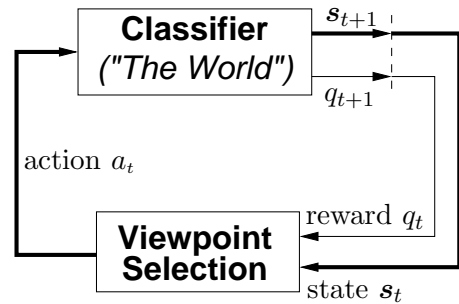 Classifier
("The World")
s_{t+1}
q_{t+1}
action a_t
reward q_t
Viewpoint
Selection
state s_t